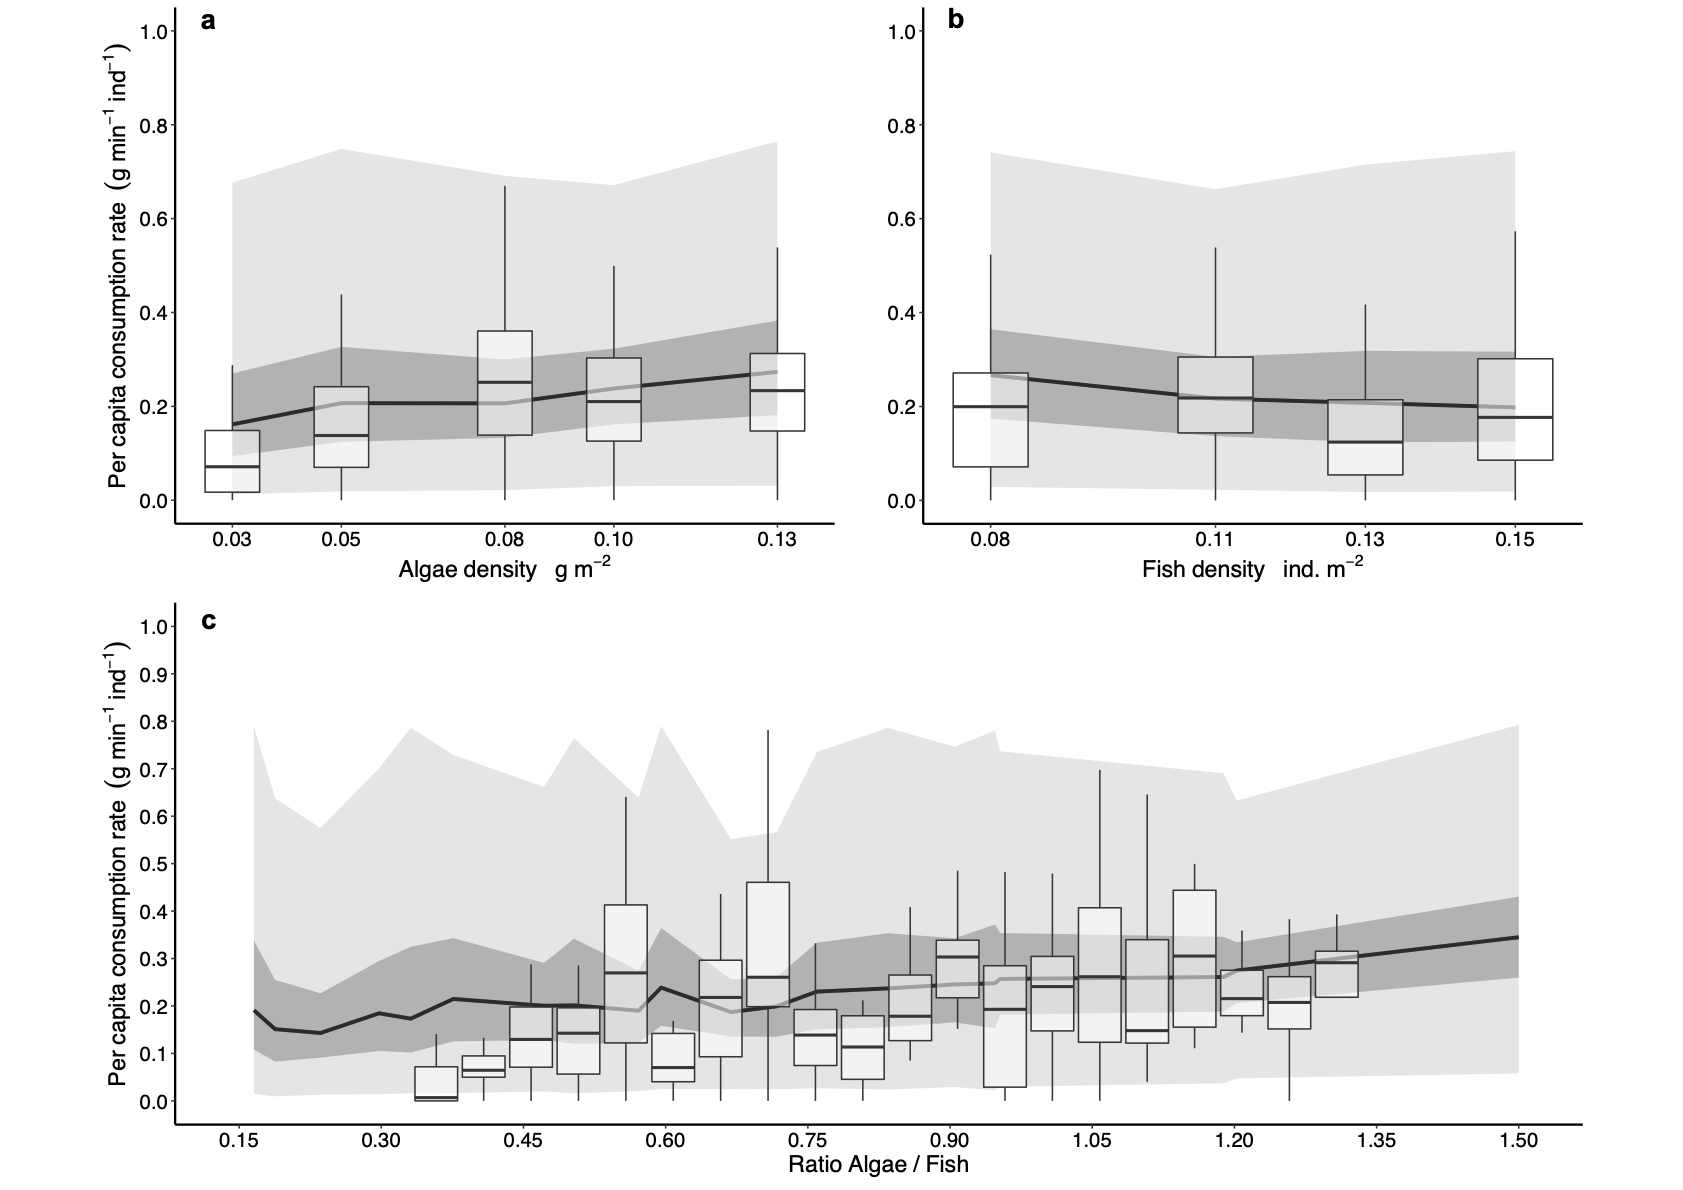 a
Per capita consumption rate (g min⁻¹ ind⁻¹)
1.0
0.8
0.6
0.4
0.2
0.0
0.03 0.05 0.08 0.10 0.13
Algae density g m⁻²
b
1.0
0.8
0.6
0.4
0.2
0.0
0.08 0.11 0.13 0.15
Fish density ind. m⁻²
c
Per capita consumption rate (g min⁻¹ ind⁻¹)
1.0
0.9
0.8
0.7
0.6
0.5
0.4
0.3
0.2
0.1
0.0
0.15 0.30 0.45 0.60 0.75 0.90 1.05 1.20 1.35 1.50
Ratio Algae / Fish